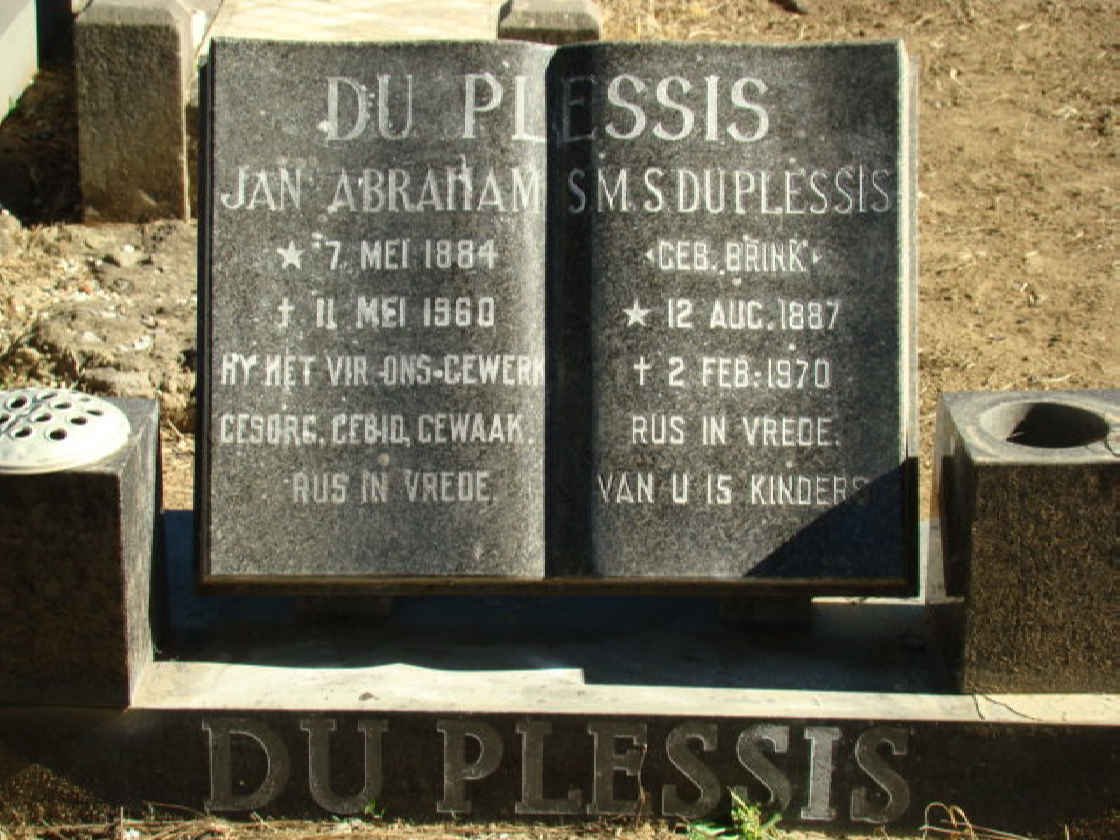 DU PLESSIS
JAN ABRAHAM
★ 7 MEI 1884
† 11 MEI 1960
HY HET VIR ONS GEWERK
GESORG, GEBID, GEWAAK.
RUS IN VREDE.
S.M.S. DU PLESSIS
(GEB. BRINK)
★ 12 AUG. 1887
† 2 FEB. 1970
RUS IN VREDE.
VAN U 15 KINDERS
DU PLESSIS